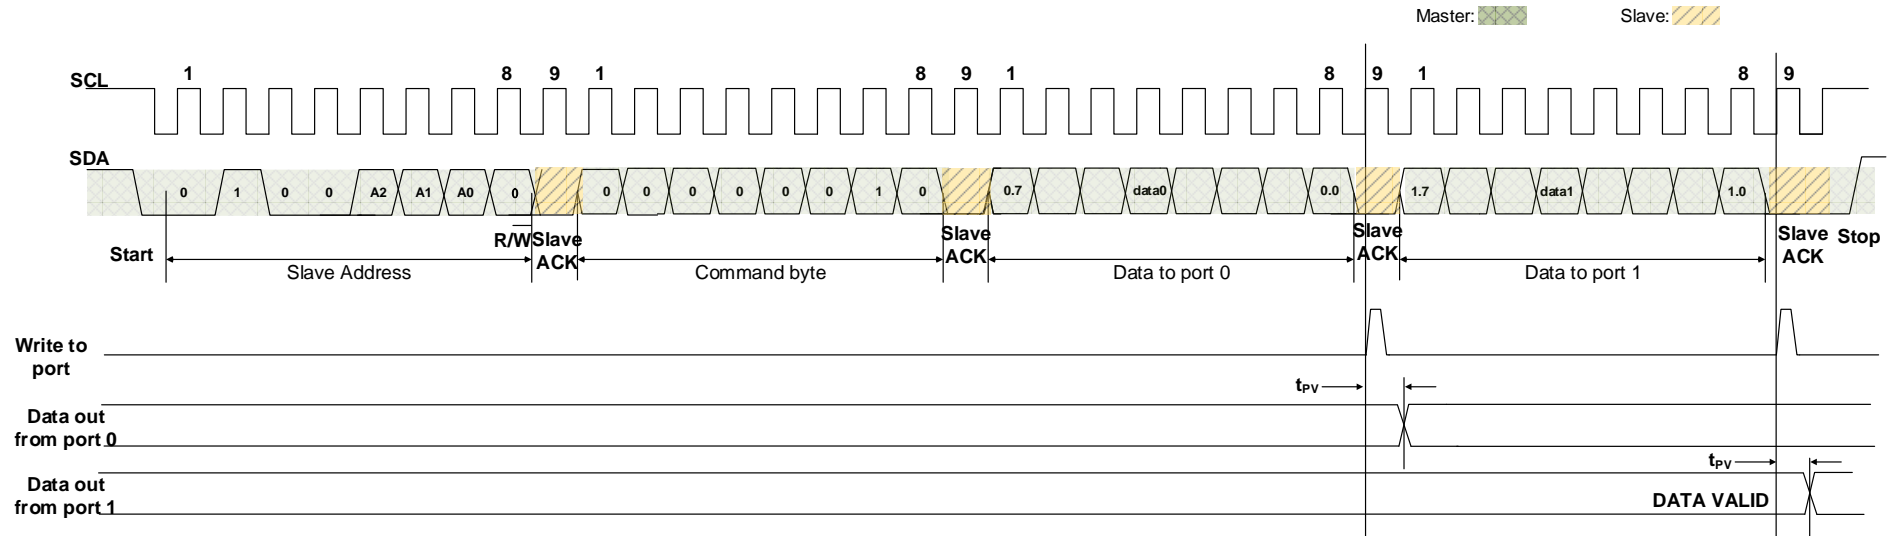 Master: Slave:
SCL 1 8 9 1 8 9 1 8 9 1 8 9
SDA 0 1 0 0 A2 A1 A0 0 0 0 0 0 0 0 1 0 0.7 data0 0.0 1.7 data1 1.0
Start Slave Address R/W Slave ACK Command byte Slave ACK Data to port 0 Slave ACK Data to port 1 Slave ACK Stop
Write to
port
tPV
Data out
from port 0
tPV
Data out
from port 1
DATA VALID